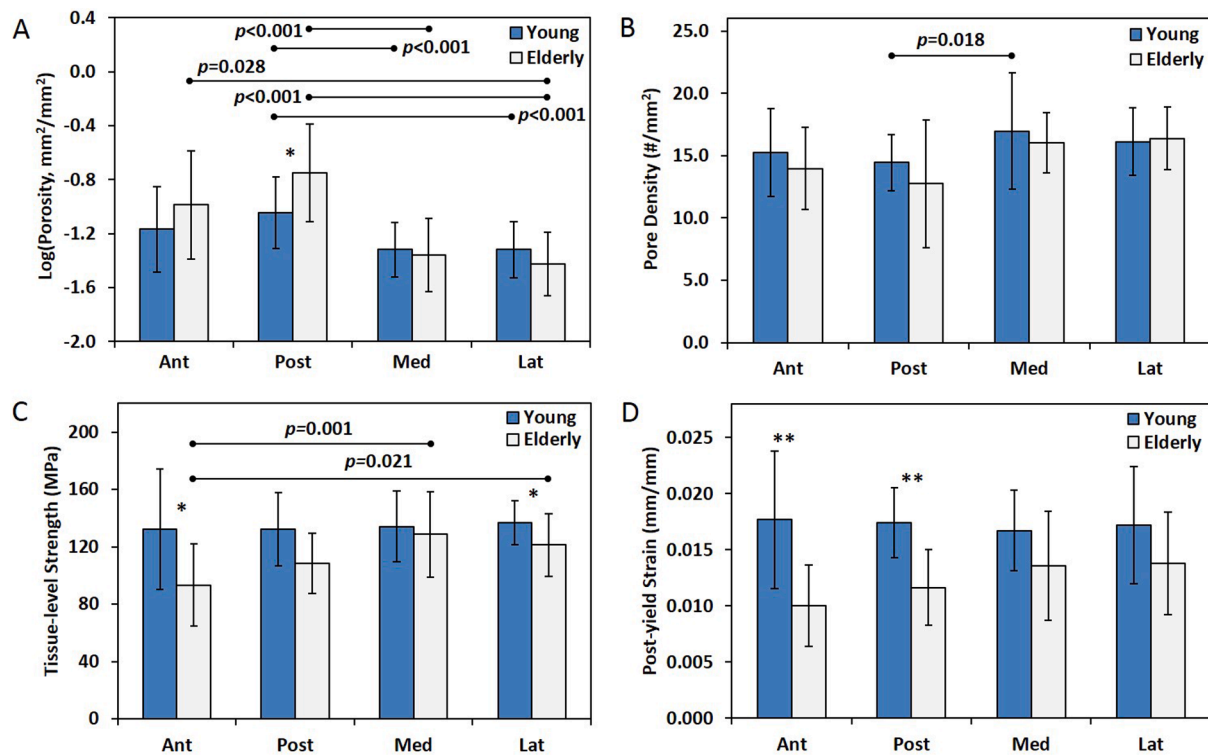 A
Log(Porosity, mm²/mm²)
0.4
0.0
-0.4
-0.8
-1.2
-1.6
-2.0
Young
Elderly
p<0.001
p<0.001
p=0.028
p<0.001
p<0.001
*
Ant Post Med Lat
B
Pore Density (#/mm²)
25.0
20.0
15.0
10.0
5.0
0.0
Young
Elderly
p=0.018
Ant Post Med Lat
C
Tissue-level Strength (MPa)
200
160
120
80
40
0
Young
Elderly
p=0.001
p=0.021
* *
Ant Post Med Lat
D
Post-yield Strain (mm/mm)
0.025
0.020
0.015
0.010
0.005
0.000
Young
Elderly
** **
Ant Post Med Lat